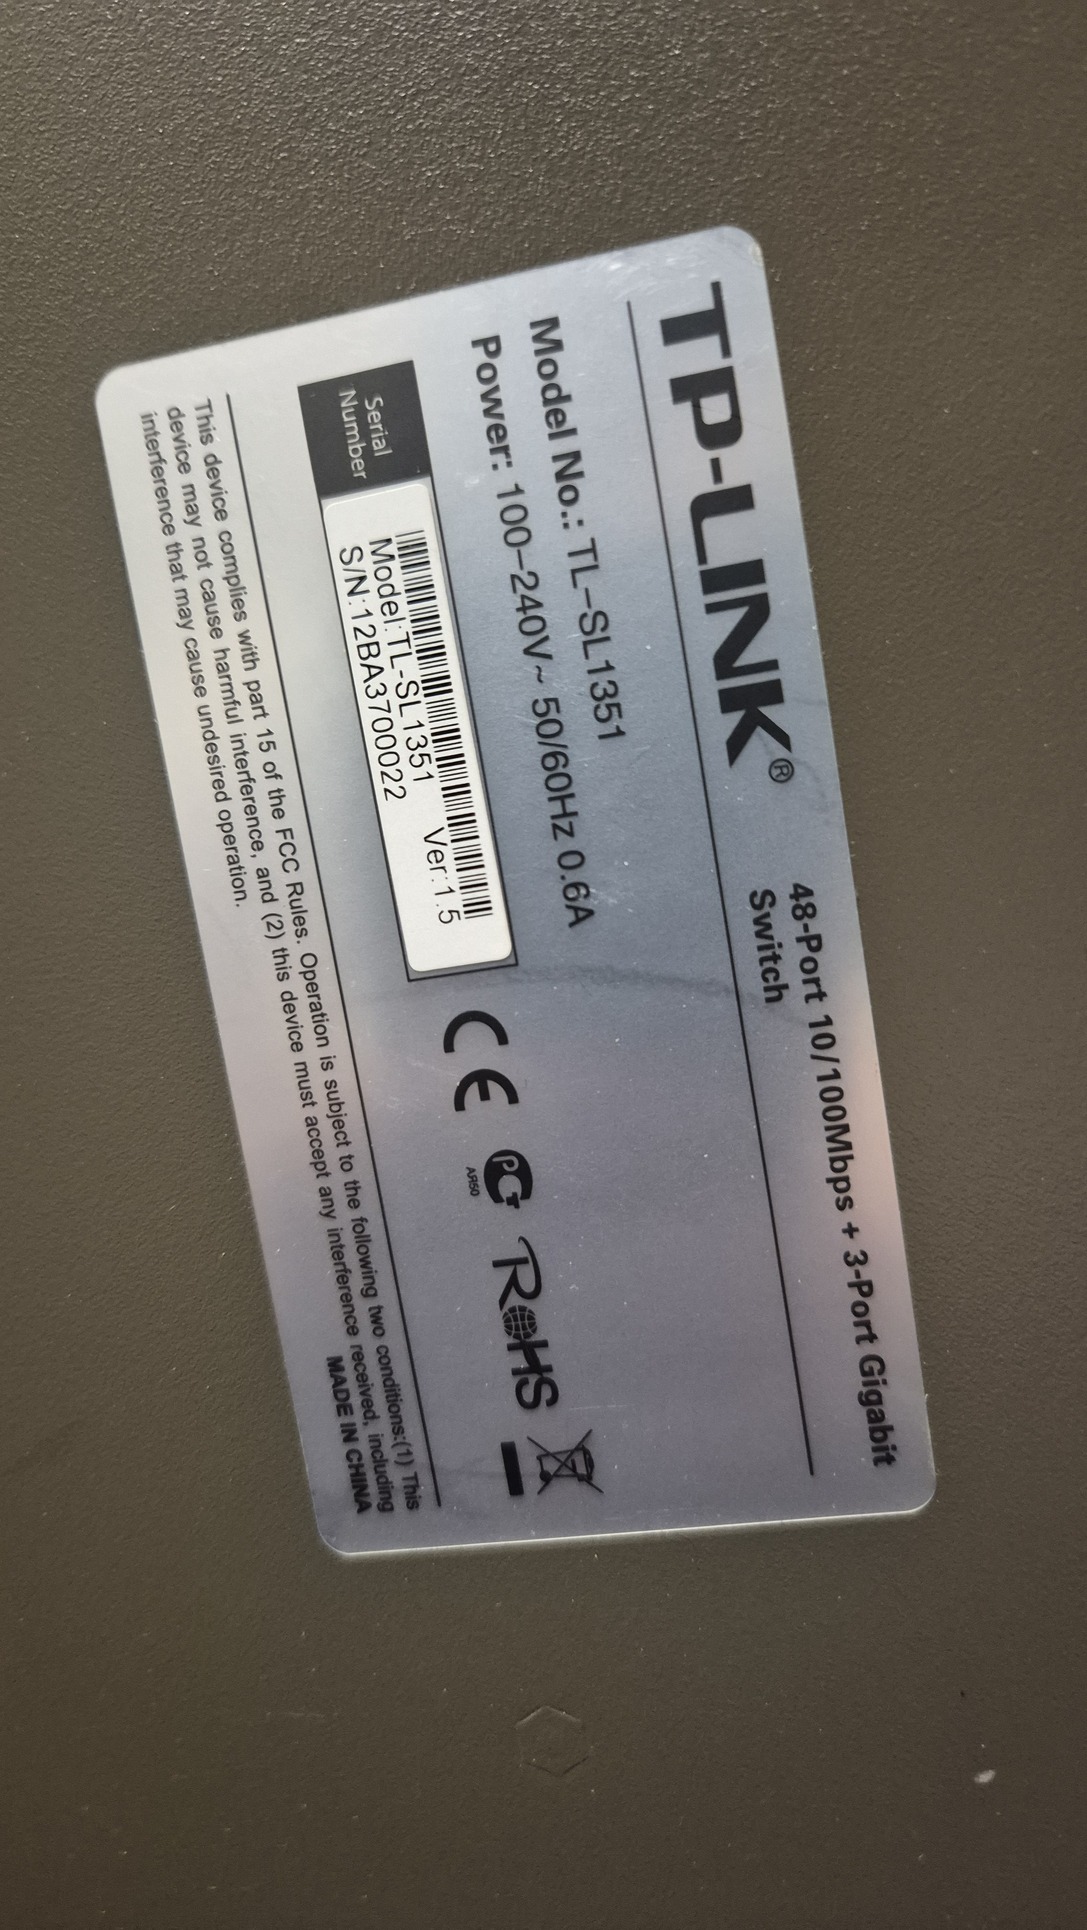 TP-LINK®
48-Port 10/100Mbps + 3-Port Gigabit
Switch
Model No.: TL-SL1351
Power: 100-240V~ 50/60Hz 0.6A
Serial
Number
Model:TL-SL1351 Ver:1.5
S/N:12BA3700022
CE
PCT
АЯ50
RoHS
This device complies with part 15 of the FCC Rules. Operation is subject to the following two conditions:(1) This
device may not cause harmful interference, and (2) this device must accept any interference received, including
interference that may cause undesired operation.
MADE IN CHINA